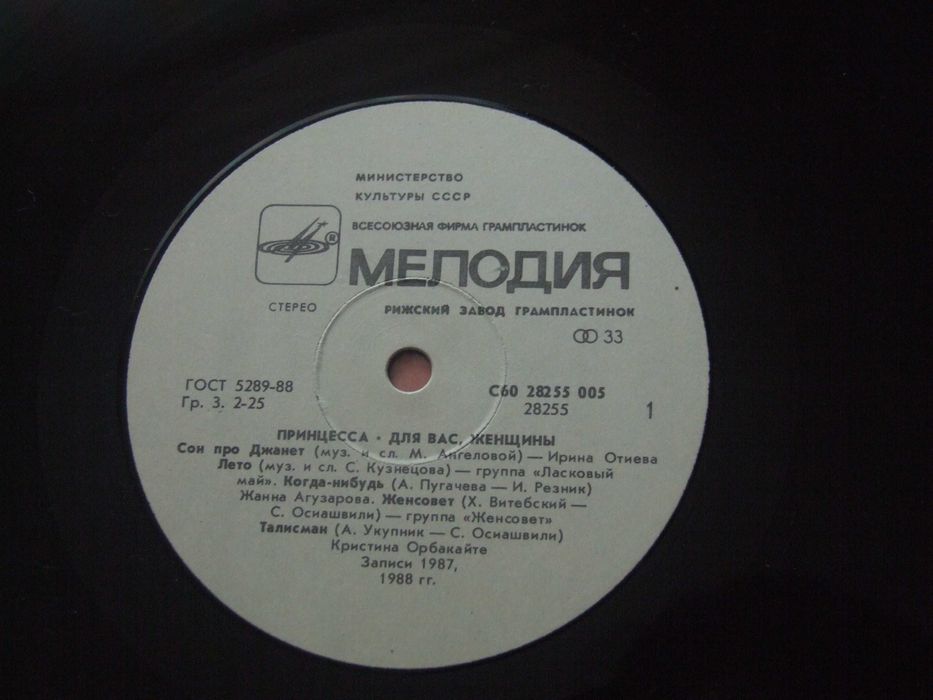 МИНИСТЕРСТВО
КУЛЬТУРЫ СССР
ВСЕСОЮЗНАЯ ФИРМА ГРАМПЛАСТИНОК
®
МЕЛОДИЯ
СТЕРЕО
РИЖСКИЙ ЗАВОД ГРАМПЛАСТИНОК
33
ГОСТ 5289-88
Гр. 3. 2-25
С60 28255 005
28255
1
ПРИНЦЕССА · ДЛЯ ВАС, ЖЕНЩИНЫ
Сон про Джанет (муз. и сл. М. Ангеловой) — Ирина Отиева
Лето (муз. и сл. С. Кузнецова) — группа «Ласковый
май». Когда-нибудь (А. Пугачева — И. Резник)
Жанна Агузарова. Женсовет (Х. Витебский —
С. Осиашвили) — группа «Женсовет»
Талисман (А. Укупник — С. Осиашвили)
Кристина Орбакайте
Записи 1987,
1988 гг.